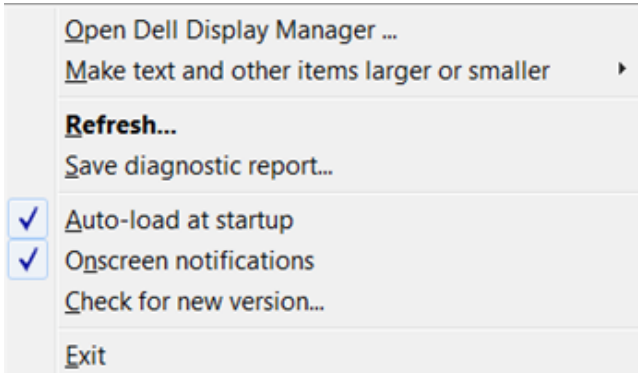 Open Dell Display Manager ...
Make text and other items larger or smaller
Refresh...
Save diagnostic report...
Auto-load at startup
Onscreen notifications
Check for new version...
Exit